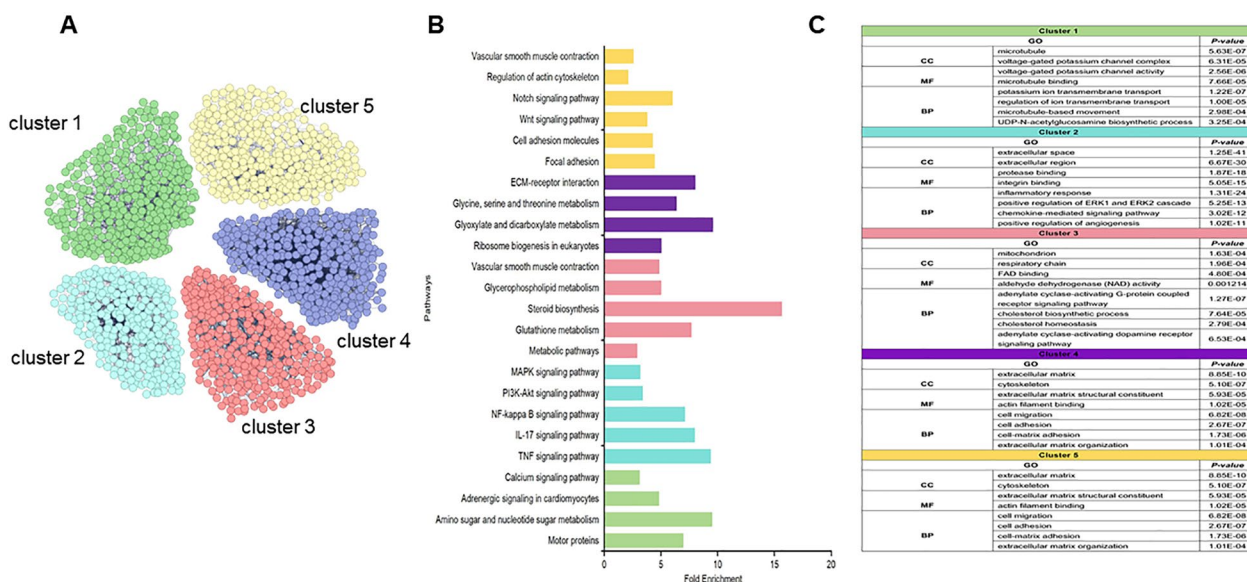 A
cluster 1
cluster 5
cluster 2
cluster 4
cluster 3
B
Pathways
Vascular smooth muscle contraction
Regulation of actin cytoskeleton
Notch signaling pathway
Wnt signaling pathway
Cell adhesion molecules
Focal adhesion
ECM-receptor interaction
Glycine, serine and threonine metabolism
Glyoxylate and dicarboxylate metabolism
Ribosome biogenesis in eukaryotes
Vascular smooth muscle contraction
Glycerophospholipid metabolism
Steroid biosynthesis
Glutathione metabolism
Metabolic pathways
MAPK signaling pathway
PI3K-Akt signaling pathway
NF-kappa B signaling pathway
IL-17 signaling pathway
TNF signaling pathway
Calcium signaling pathway
Adrenergic signaling in cardiomyocytes
Amino sugar and nucleotide sugar metabolism
Motor proteins
0 5 10 15 20
Fold Enrichment
C
Cluster 1
GO P-value
CC microtubule 5.63E-07
voltage-gated potassium channel complex 6.31E-05
MF voltage-gated potassium channel activity 2.56E-06
microtubule binding 7.66E-05
BP potassium ion transmembrane transport 1.22E-07
regulation of ion transmembrane transport 1.00E-05
microtubule-based movement 2.98E-04
UDP-N-acetylglucosamine biosynthetic process 3.25E-04
Cluster 2
GO P-value
CC extracellular space 1.25E-41
extracellular region 6.67E-30
MF protease binding 1.87E-18
integrin binding 5.05E-15
BP inflammatory response 1.31E-24
positive regulation of ERK1 and ERK2 cascade 5.25E-13
chemokine-mediated signaling pathway 3.02E-12
positive regulation of angiogenesis 1.02E-11
Cluster 3
GO P-value
CC mitochondrion 1.63E-04
respiratory chain 1.96E-04
MF FAD binding 4.80E-04
aldehyde dehydrogenase (NAD) activity 0.001214
BP adenylate cyclase-activating G-protein coupled
receptor signaling pathway 1.27E-07
cholesterol biosynthetic process 7.64E-05
cholesterol homeostasis 2.79E-04
adenylate cyclase-activating dopamine receptor
signaling pathway 6.53E-04
Cluster 4
GO P-value
CC extracellular matrix 8.85E-10
cytoskeleton 5.10E-07
MF extracellular matrix structural constituent 5.93E-05
actin filament binding 1.02E-05
BP cell migration 6.82E-08
cell adhesion 2.67E-07
cell-matrix adhesion 1.73E-06
extracellular matrix organization 1.01E-04
Cluster 5
GO P-value
CC extracellular matrix 8.85E-10
cytoskeleton 5.10E-07
MF extracellular matrix structural constituent 5.93E-05
actin filament binding 1.02E-05
BP cell migration 6.82E-08
cell adhesion 2.67E-07
cell-matrix adhesion 1.73E-06
extracellular matrix organization 1.01E-04